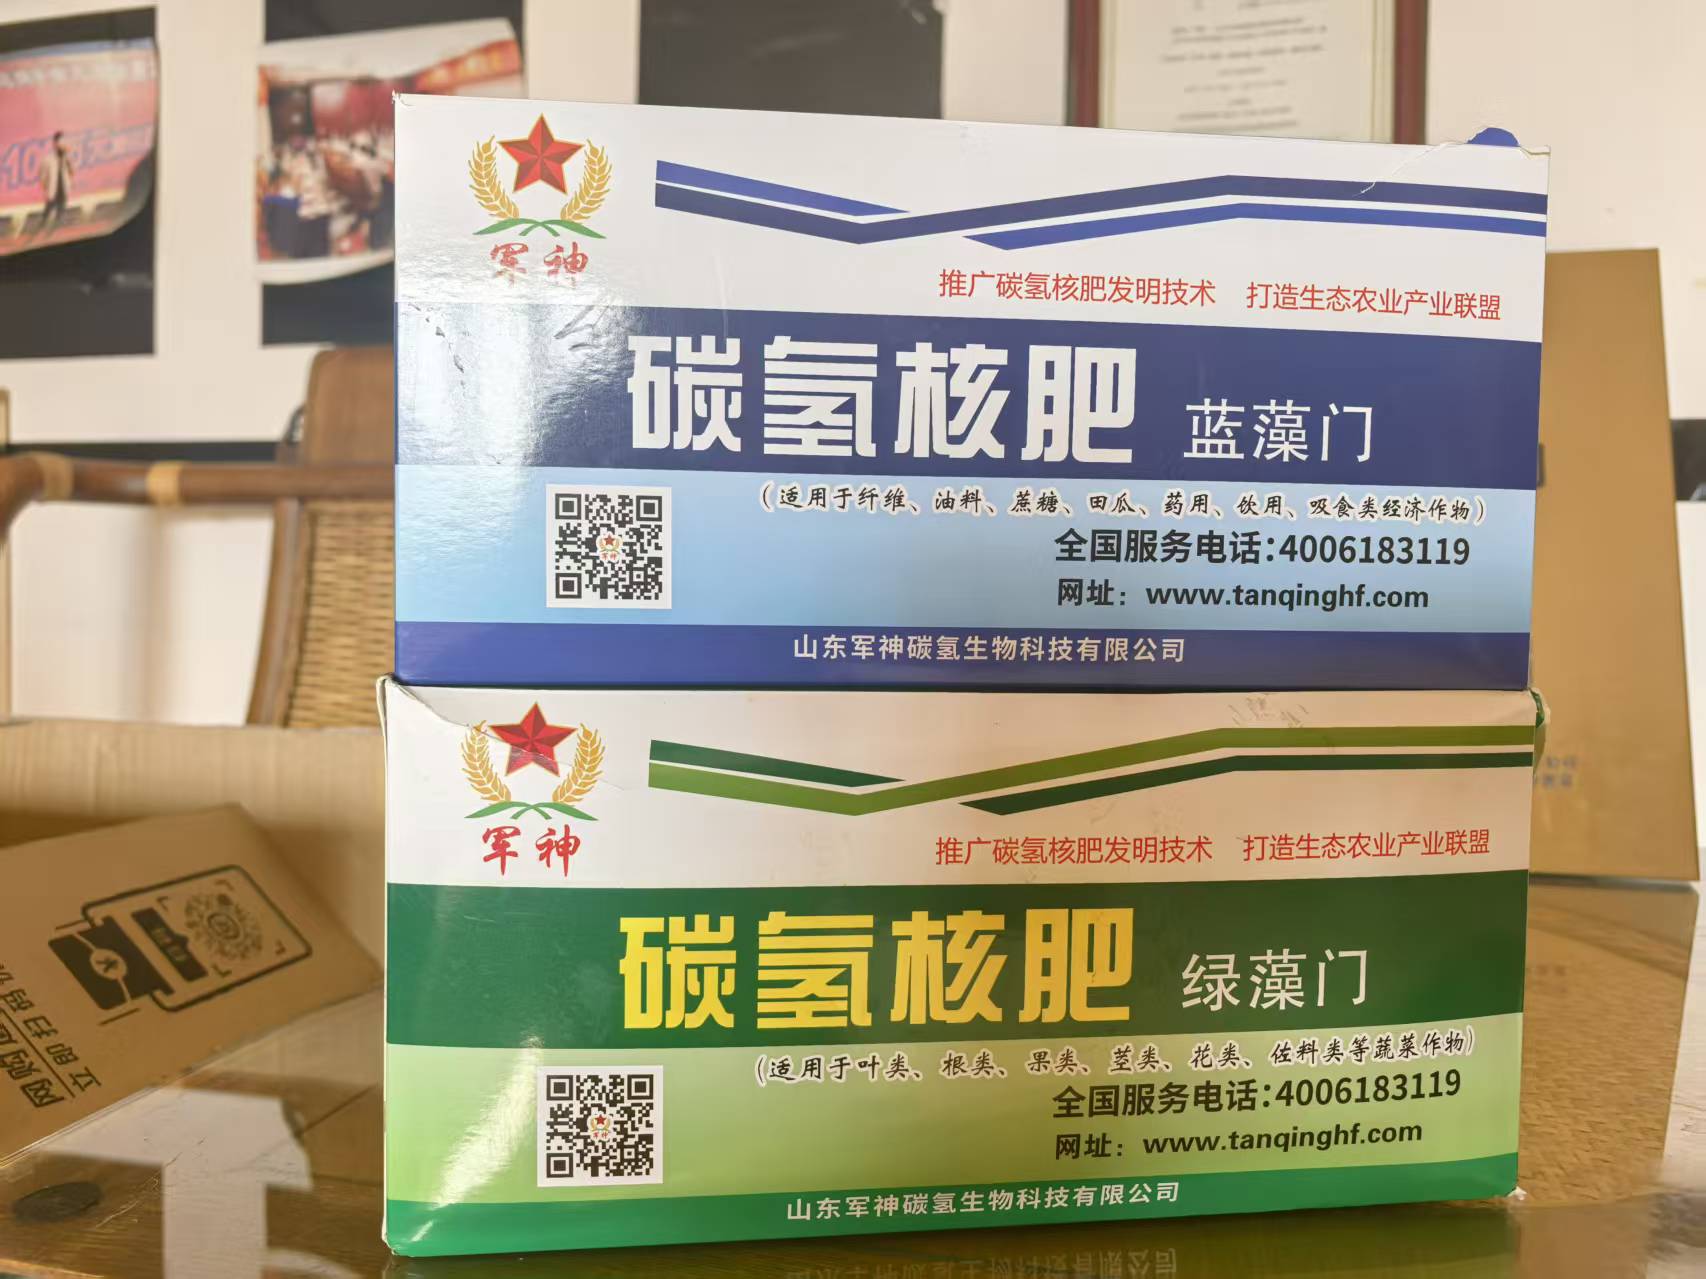 军神
推广碳氢核肥发明技术 打造生态农业产业联盟
碳氢核肥 蓝藻门
(适用于纤维、油料、蔗糖、田瓜、药用、饮用、吸食类经济作物)
全国服务电话:4006183119
网址: www.tanqinghf.com
山东军神碳氢生物科技有限公司
军神
推广碳氢核肥发明技术 打造生态农业产业联盟
碳氢核肥 绿藻门
(适用于叶类、根类、果类、茎类、花类、佐料类等蔬菜作物)
全国服务电话:4006183119
网址: www.tanqinghf.com
山东军神碳氢生物科技有限公司